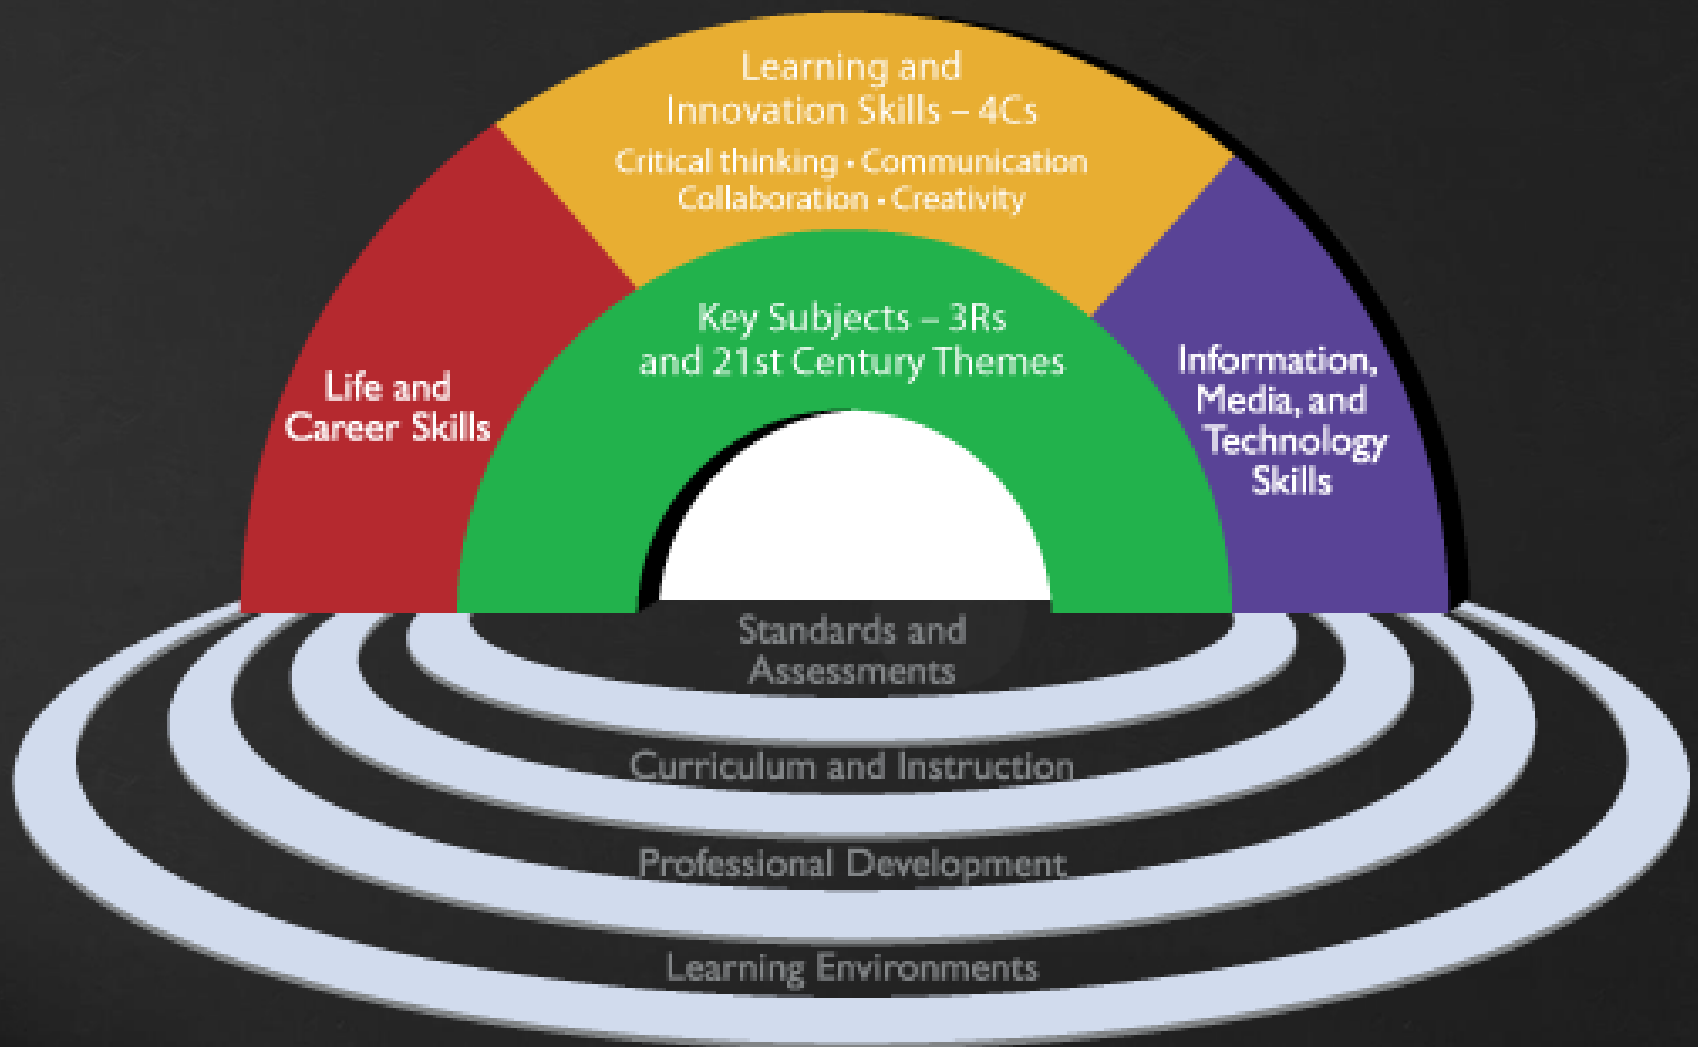 Learning and
Innovation Skills – 4Cs
Critical thinking • Communication
Collaboration • Creativity
Key Subjects – 3Rs
and 21st Century Themes
Life and
Career Skills
Information,
Media, and
Technology
Skills
Standards and
Assessments
Curriculum and Instruction
Professional Development
Learning Environments